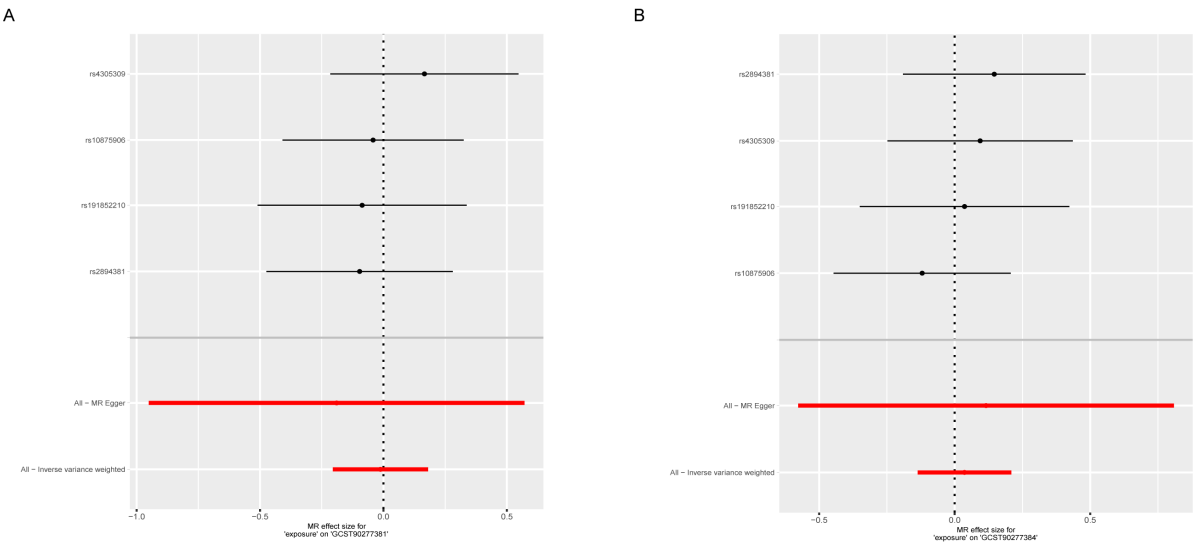 A
rs4305309
rs10875906
rs191852210
rs2894381
All − MR Egger
All − Inverse variance weighted
−1.0
−0.5
0.0
0.5
MR effect size for
'exposure' on 'GCST90277381'
B
rs2894381
rs4305309
rs191852210
rs10875906
All − MR Egger
All − Inverse variance weighted
−0.5
0.0
0.5
MR effect size for
'exposure' on 'GCST90277384'